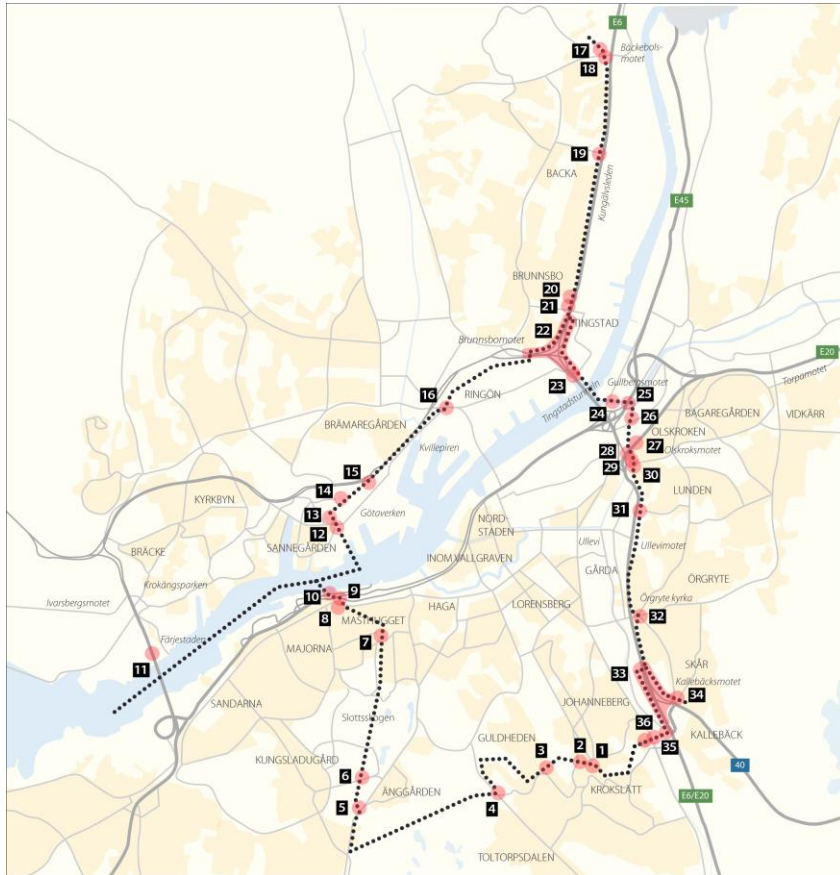 E6
17
Bäckebols-
motet
18
19
BACKA
Kungälvsleden
E45
BRUNNSBO
20
21
TINGSTAD
22
Brunnsbomotet
E20
23
Torpamotet
16
RINGÖN
Tingstadstunneln
Gullbergsmotet
24
25
26
BAGAREGÅRDEN
VIDKÄRR
BRÄMAREGÅRDEN
Kvillepiren
27
OLSKROKEN
Olskroksmotet
28
29
30
15
14
KYRKBYN
Götaverken
LUNDEN
13
12
31
NORD
STADEN
SANNEGÅRDEN
Ullevi
Ullevimotet
BRÄCKE
INOM VALLGRAVEN
GÅRDA
Krokängsparken
ÖRGRYTE
Ivarsbergsmotet
10
9
8
HAGA
LORENSBERG
Örgryte kyrka
MASTHUGGET
32
Färjestaden
7
MAJORNA
11
33
SKÅR
Kallebäcksmotet
34
SANDARNA
JOHANNEBERG
Slottsskogen
36
35
KALLEBÄCK
GULDHEDEN
KUNGSLADUGÅRD
3
2
1
40
6
ÄNGGÅRDEN
KROKSLÄTT
4
E6/E20
5
TOLTORPSDALEN